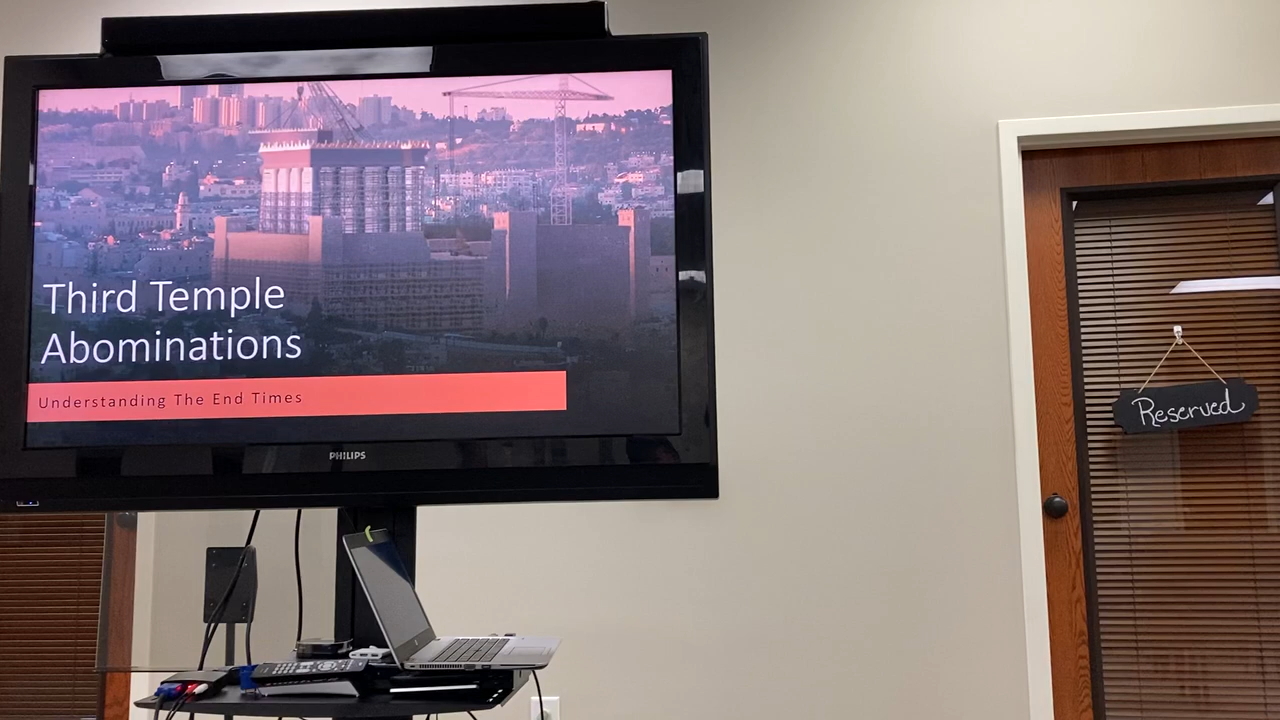 Third Temple
Abominations
Understanding The End Times
PHILIPS
Reserved